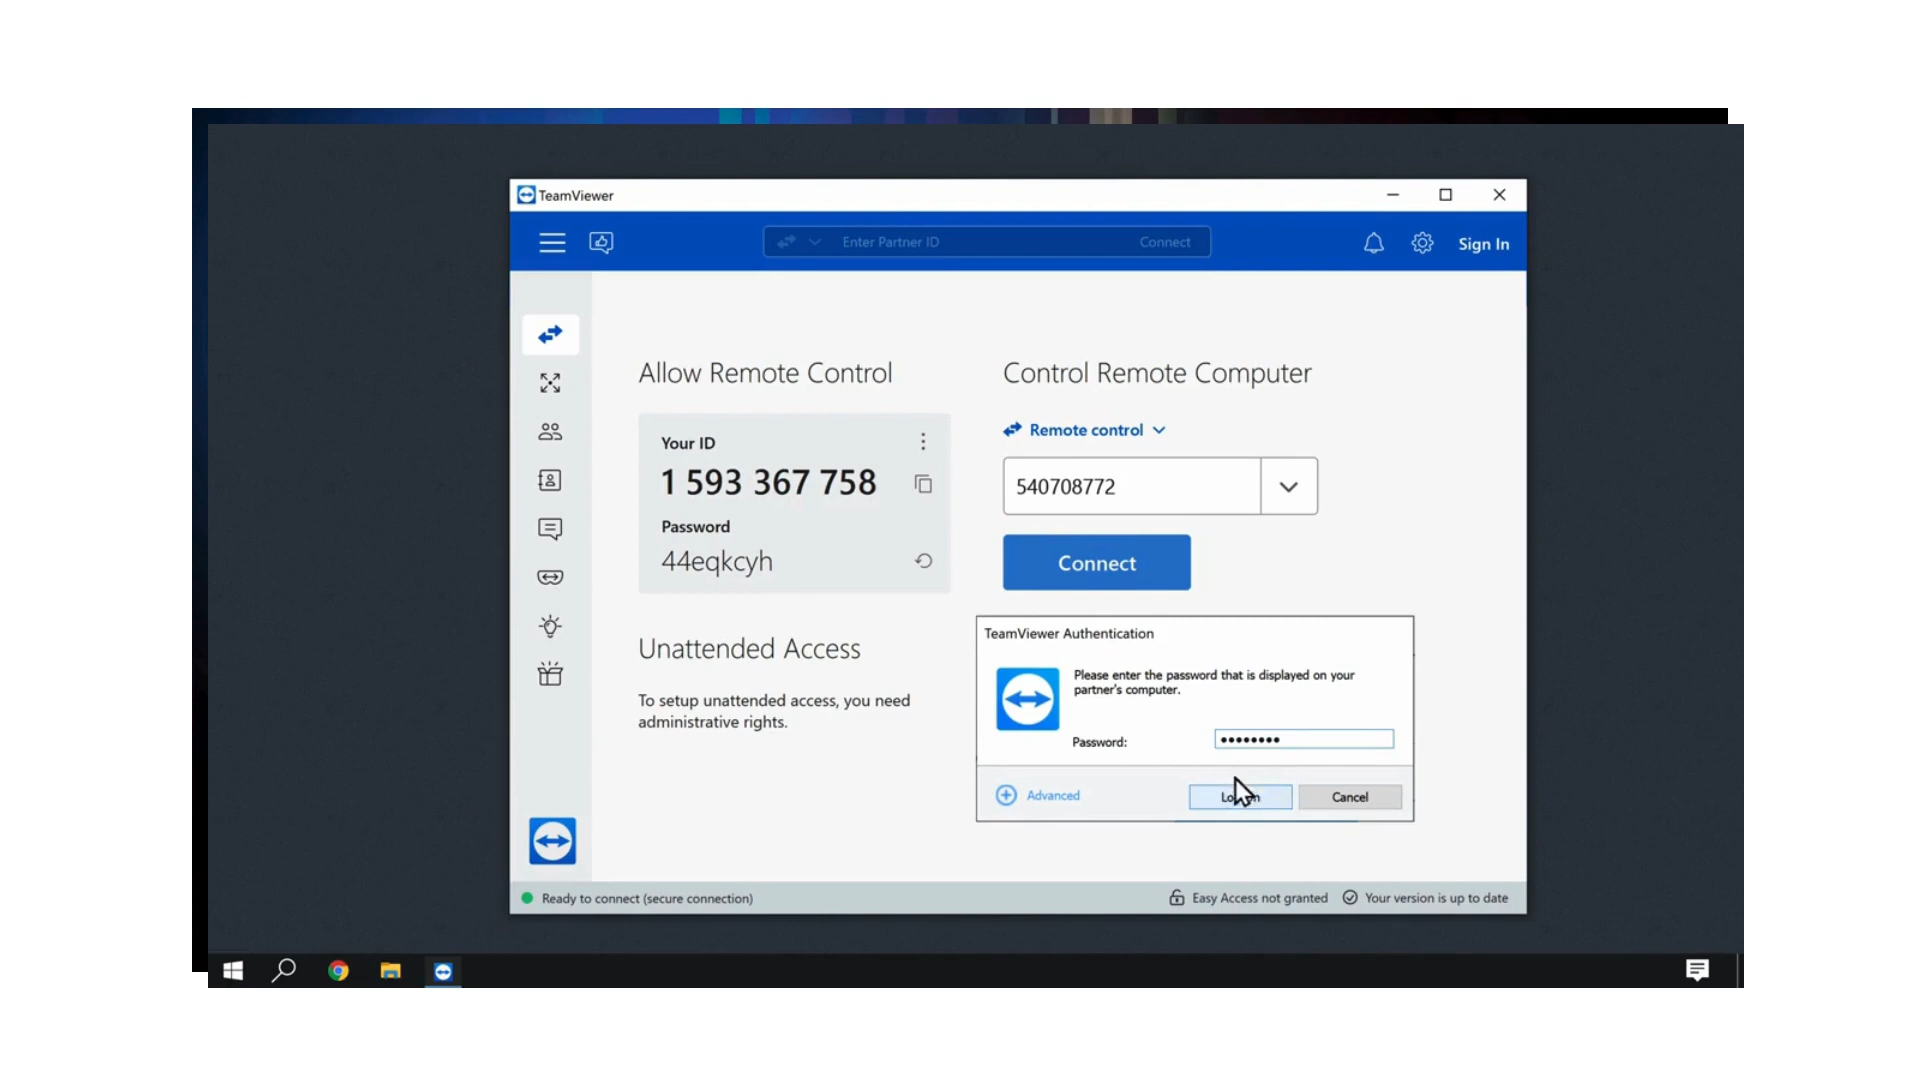 TeamViewer
Enter Partner ID
Connect
Sign In
Allow Remote Control
Your ID
1 593 367 758
Password
44eqkcyh
Unattended Access
To setup unattended access, you need
administrative rights.
Control Remote Computer
Remote control
540708772
Connect
TeamViewer Authentication
Please enter the password that is displayed on your
partner's computer.
Password: ••••••••
Advanced
Cancel
Ready to connect (secure connection)
Easy Access not granted
Your version is up to date